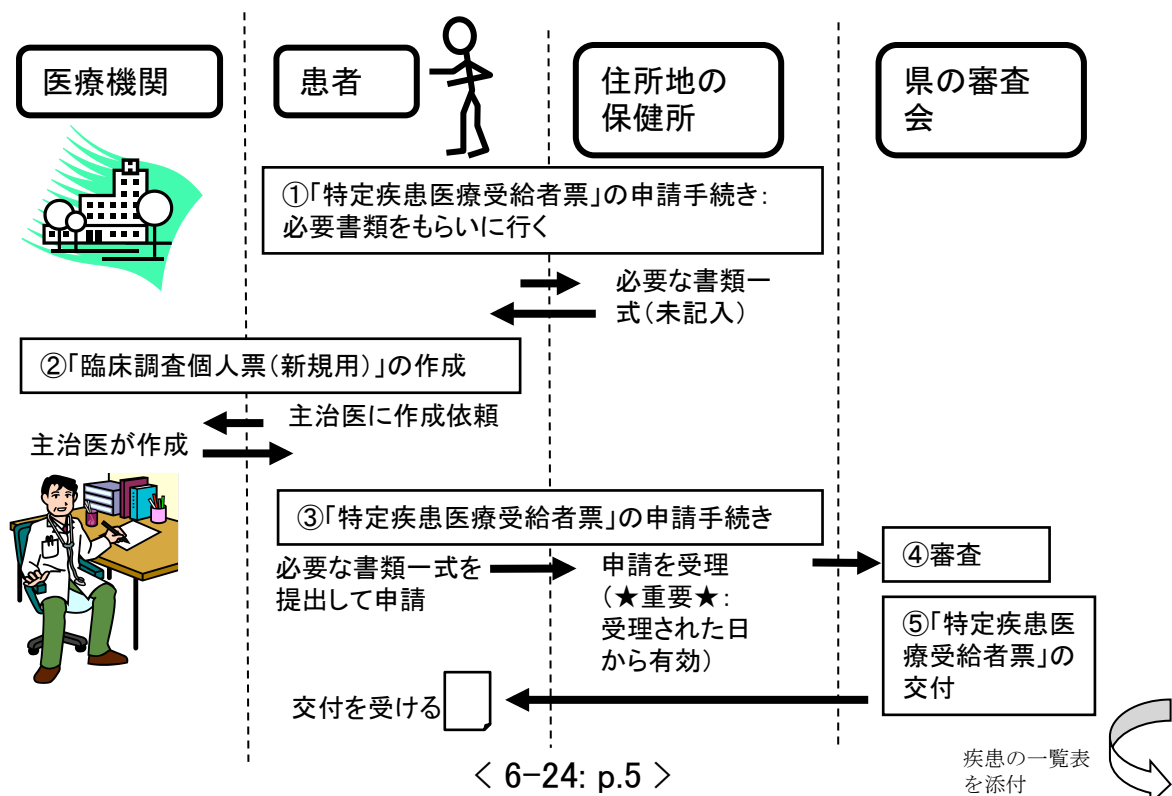 医療機関
患者
住所地の
保健所
県の審査
会
①「特定疾患医療受給者票」の申請手続き：
必要書類をもらいに行く
必要な書類一
式（未記入）
②「臨床調査個人票（新規用）」の作成
主治医に作成依頼
主治医が作成
③「特定疾患医療受給者票」の申請手続き
必要な書類一式を
提出して申請
申請を受理
（★重要★：
受理された日
から有効）
④審査
⑤「特定疾患医
療受給者票」の
交付
交付を受ける
疾患の一覧表
を添付
＜ 6-24: p.5 ＞